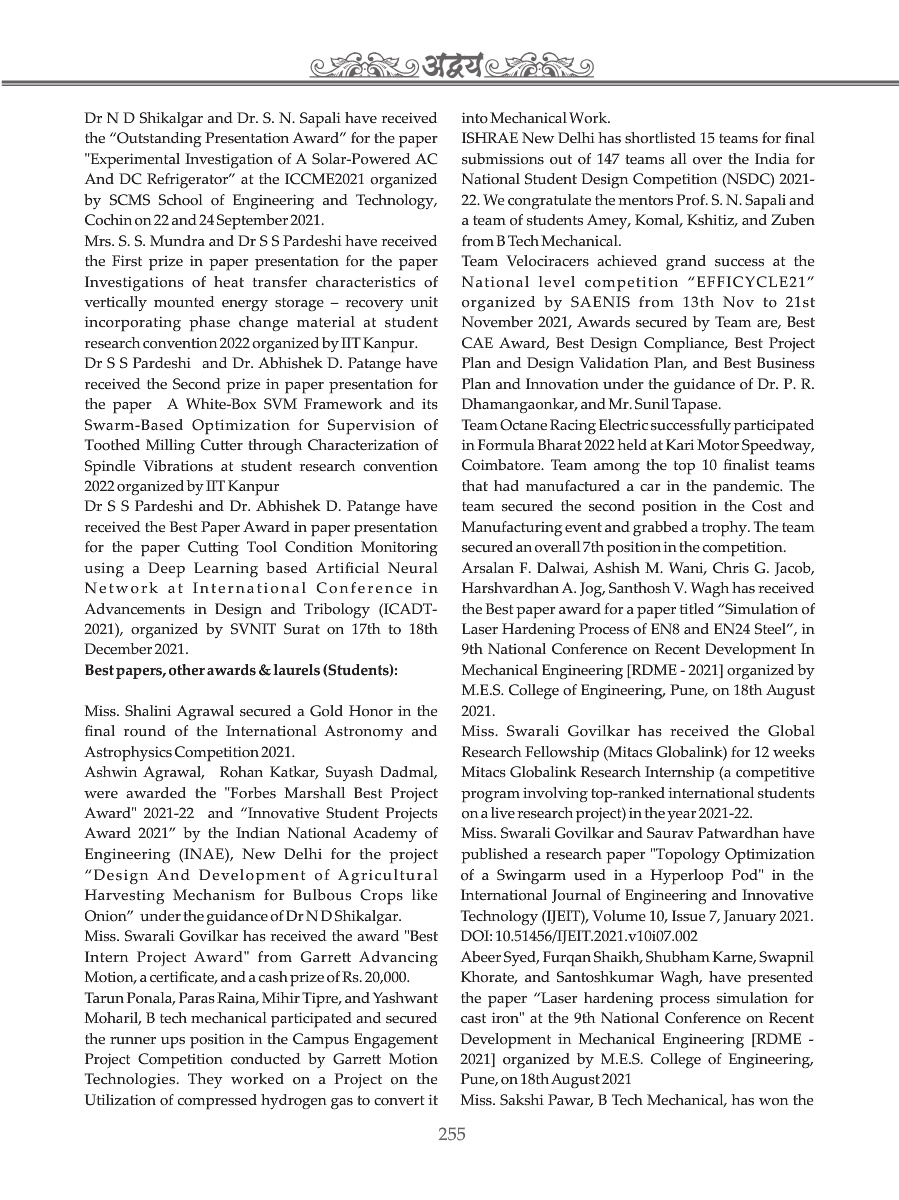 अद्वय
Dr N D Shikalgar and Dr. S. N. Sapali have received
the “Outstanding Presentation Award” for the paper
"Experimental Investigation of A Solar-Powered AC
And DC Refrigerator” at the ICCME2021 organized
by SCMS School of Engineering and Technology,
Cochin on 22 and 24 September 2021.
Mrs. S. S. Mundra and Dr S S Pardeshi have received
the First prize in paper presentation for the paper
Investigations of heat transfer characteristics of
vertically mounted energy storage – recovery unit
incorporating phase change material at student
research convention 2022 organized by IIT Kanpur.
Dr S S Pardeshi and Dr. Abhishek D. Patange have
received the Second prize in paper presentation for
the paper A White-Box SVM Framework and its
Swarm-Based Optimization for Supervision of
Toothed Milling Cutter through Characterization of
Spindle Vibrations at student research convention
2022 organized by IIT Kanpur
Dr S S Pardeshi and Dr. Abhishek D. Patange have
received the Best Paper Award in paper presentation
for the paper Cutting Tool Condition Monitoring
using a Deep Learning based Artificial Neural
Network at International Conference in
Advancements in Design and Tribology (ICADT-
2021), organized by SVNIT Surat on 17th to 18th
December 2021.
Best papers, other awards & laurels (Students):
Miss. Shalini Agrawal secured a Gold Honor in the
final round of the International Astronomy and
Astrophysics Competition 2021.
Ashwin Agrawal, Rohan Katkar, Suyash Dadmal,
were awarded the "Forbes Marshall Best Project
Award" 2021-22 and “Innovative Student Projects
Award 2021” by the Indian National Academy of
Engineering (INAE), New Delhi for the project
“Design And Development of Agricultural
Harvesting Mechanism for Bulbous Crops like
Onion” under the guidance of Dr N D Shikalgar.
Miss. Swarali Govilkar has received the award "Best
Intern Project Award" from Garrett Advancing
Motion, a certificate, and a cash prize of Rs. 20,000.
Tarun Ponala, Paras Raina, Mihir Tipre, and Yashwant
Moharil, B tech mechanical participated and secured
the runner ups position in the Campus Engagement
Project Competition conducted by Garrett Motion
Technologies. They worked on a Project on the
Utilization of compressed hydrogen gas to convert it
into Mechanical Work.
ISHRAE New Delhi has shortlisted 15 teams for final
submissions out of 147 teams all over the India for
National Student Design Competition (NSDC) 2021-
22. We congratulate the mentors Prof. S. N. Sapali and
a team of students Amey, Komal, Kshitiz, and Zuben
from B Tech Mechanical.
Team Velociracers achieved grand success at the
National level competition “EFFICYCLE21”
organized by SAENIS from 13th Nov to 21st
November 2021, Awards secured by Team are, Best
CAE Award, Best Design Compliance, Best Project
Plan and Design Validation Plan, and Best Business
Plan and Innovation under the guidance of Dr. P. R.
Dhamangaonkar, and Mr. Sunil Tapase.
Team Octane Racing Electric successfully participated
in Formula Bharat 2022 held at Kari Motor Speedway,
Coimbatore. Team among the top 10 finalist teams
that had manufactured a car in the pandemic. The
team secured the second position in the Cost and
Manufacturing event and grabbed a trophy. The team
secured an overall 7th position in the competition.
Arsalan F. Dalwai, Ashish M. Wani, Chris G. Jacob,
Harshvardhan A. Jog, Santhosh V. Wagh has received
the Best paper award for a paper titled “Simulation of
Laser Hardening Process of EN8 and EN24 Steel”, in
9th National Conference on Recent Development In
Mechanical Engineering [RDME - 2021] organized by
M.E.S. College of Engineering, Pune, on 18th August
2021.
Miss. Swarali Govilkar has received the Global
Research Fellowship (Mitacs Globalink) for 12 weeks
Mitacs Globalink Research Internship (a competitive
program involving top-ranked international students
on a live research project) in the year 2021-22.
Miss. Swarali Govilkar and Saurav Patwardhan have
published a research paper "Topology Optimization
of a Swingarm used in a Hyperloop Pod" in the
International Journal of Engineering and Innovative
Technology (IJEIT), Volume 10, Issue 7, January 2021.
DOI: 10.51456/IJEIT.2021.v10i07.002
Abeer Syed, Furqan Shaikh, Shubham Karne, Swapnil
Khorate, and Santoshkumar Wagh, have presented
the paper “Laser hardening process simulation for
cast iron" at the 9th National Conference on Recent
Development in Mechanical Engineering [RDME -
2021] organized by M.E.S. College of Engineering,
Pune, on 18th August 2021
Miss. Sakshi Pawar, B Tech Mechanical, has won the
255